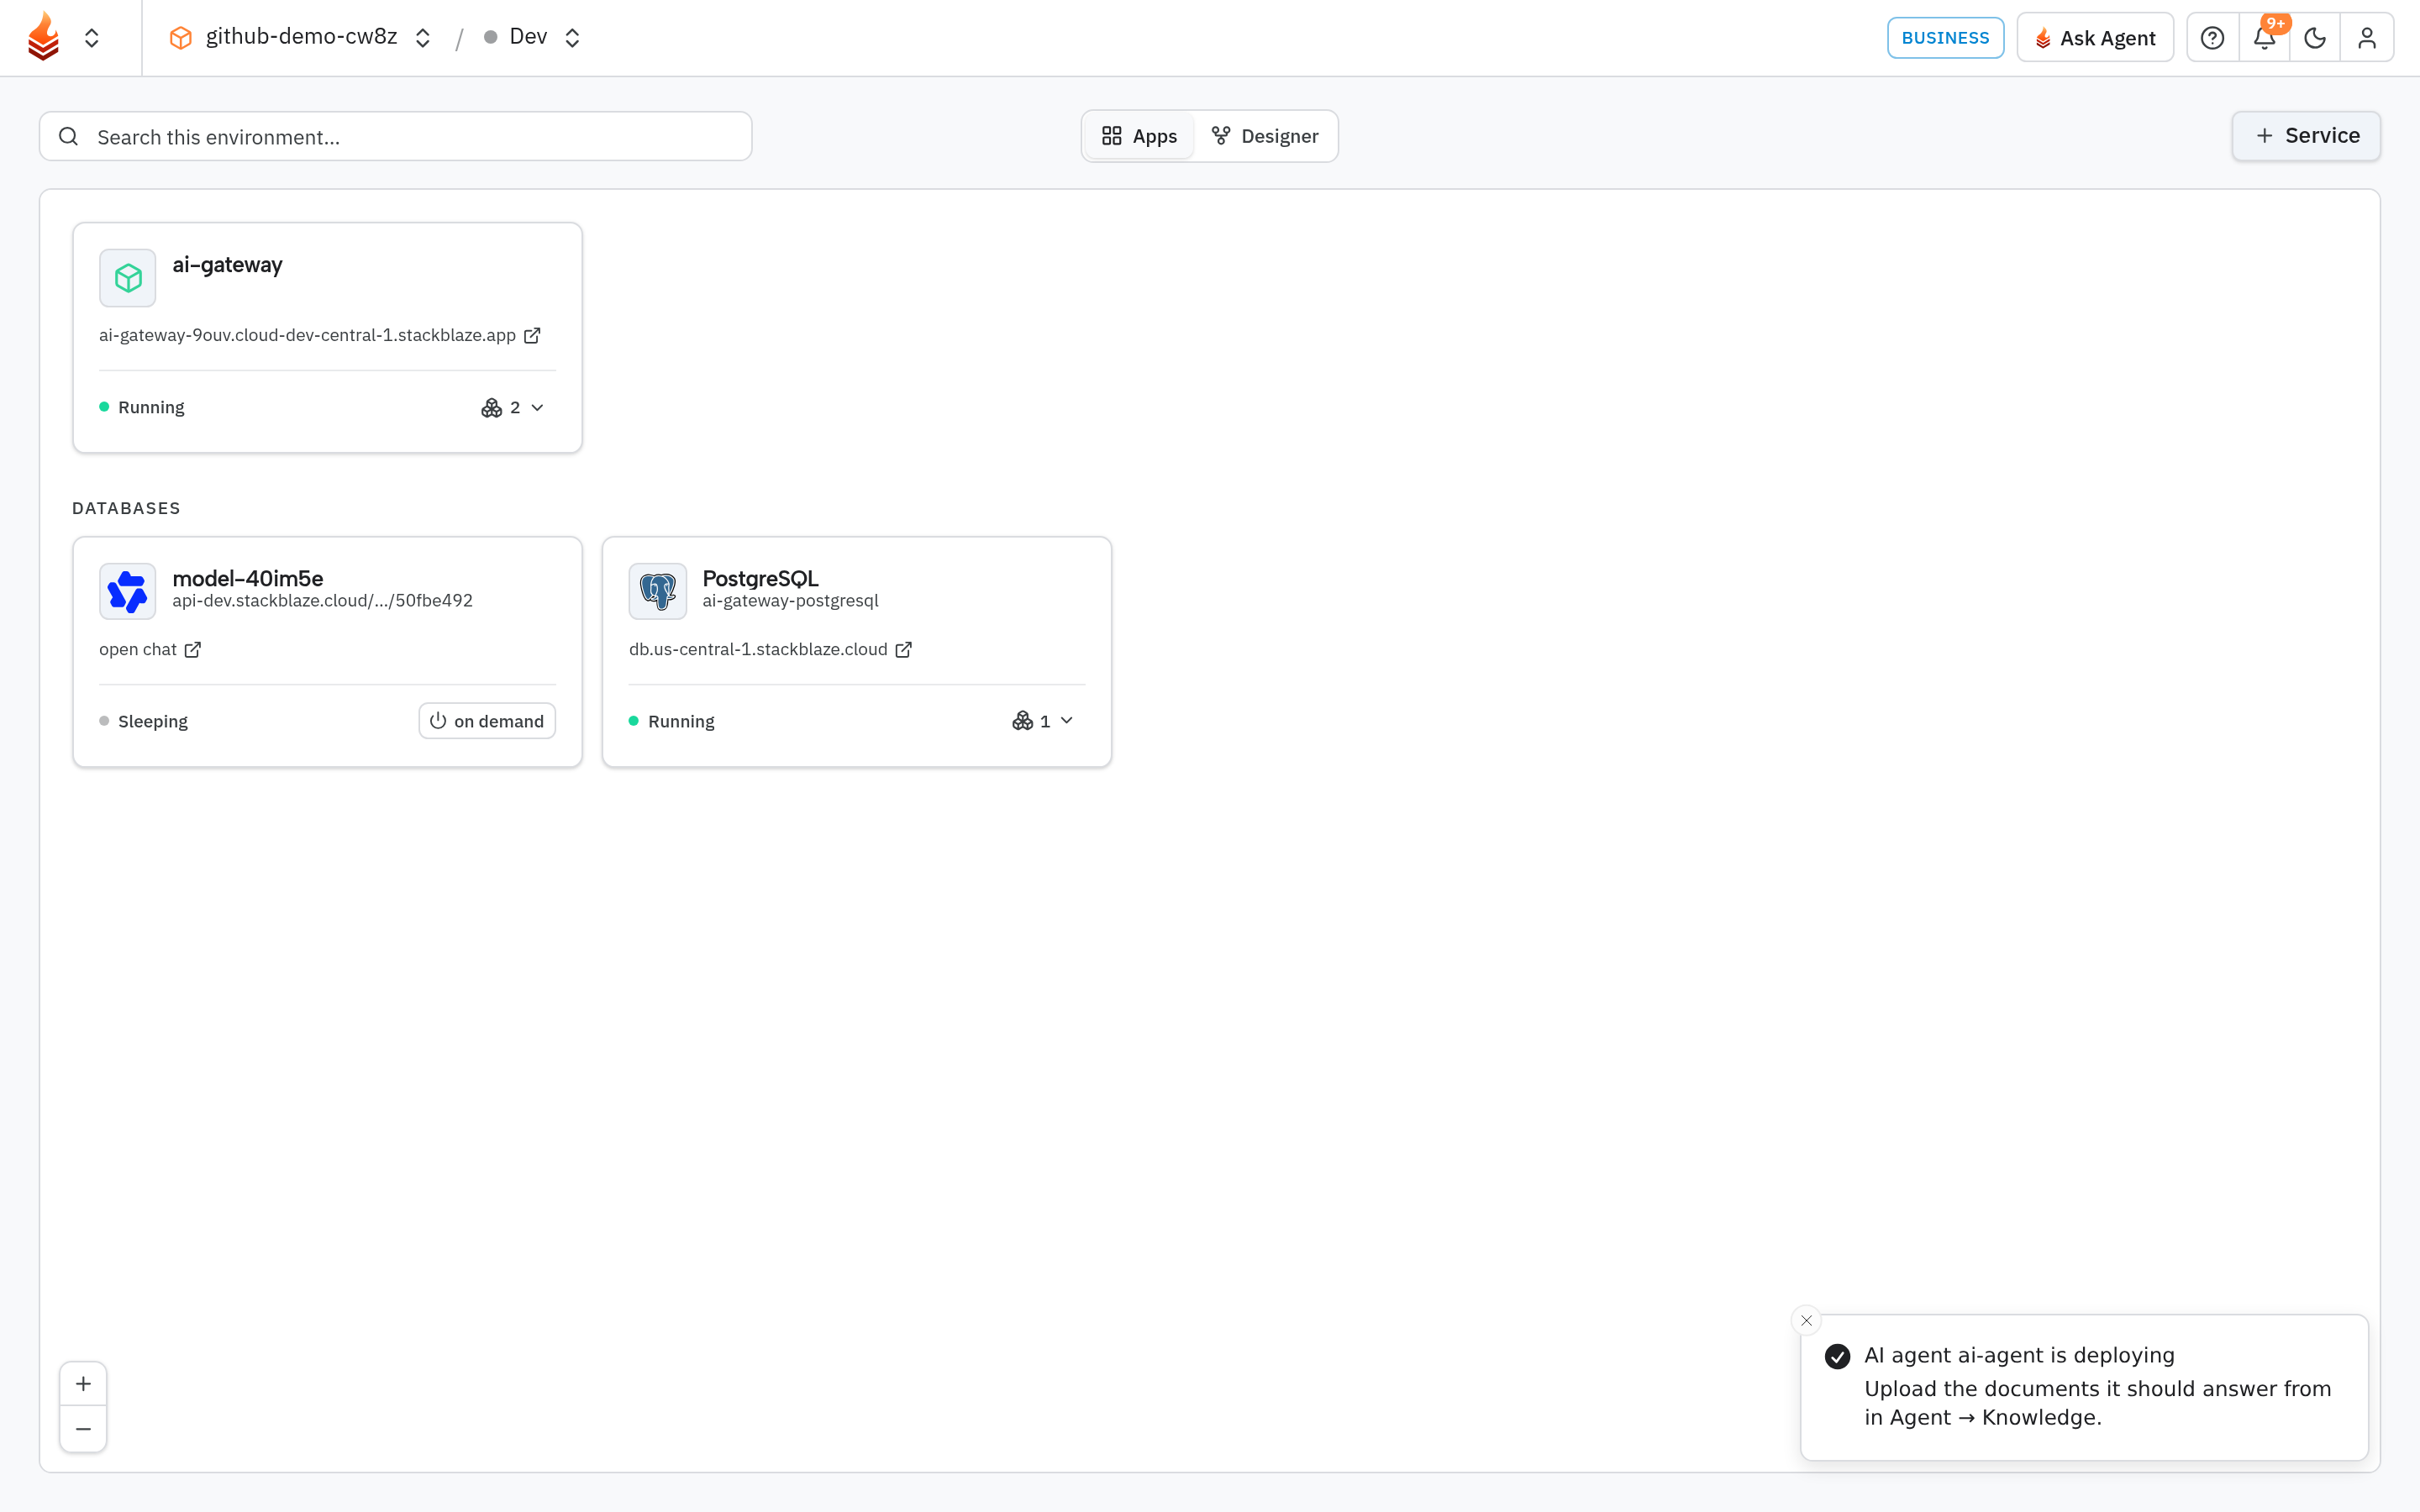 github-demo-cw8z / Dev
BUSINESS
Ask Agent
9+
Search this environment...
Apps
Designer
+ Service
ai-gateway
ai-gateway-9ouv.cloud-dev-central-1.stackblaze.app
Running
2
DATABASES
model-40im5e
api-dev.stackblaze.cloud/.../50fbe492
open chat
Sleeping
on demand
PostgreSQL
ai-gateway-postgresql
db.us-central-1.stackblaze.cloud
Running
1
AI agent ai-agent is deploying
Upload the documents it should answer from
in Agent → Knowledge.